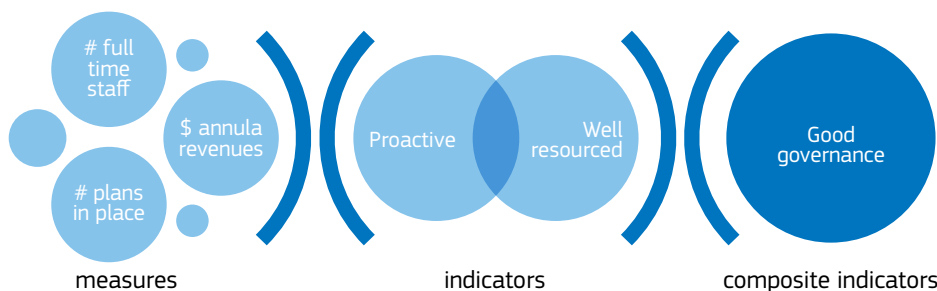 # full
time
staff
$ annula
revenues
# plans
in place
Proactive
Well
resourced
Good
governance
measures
indicators
composite indicators